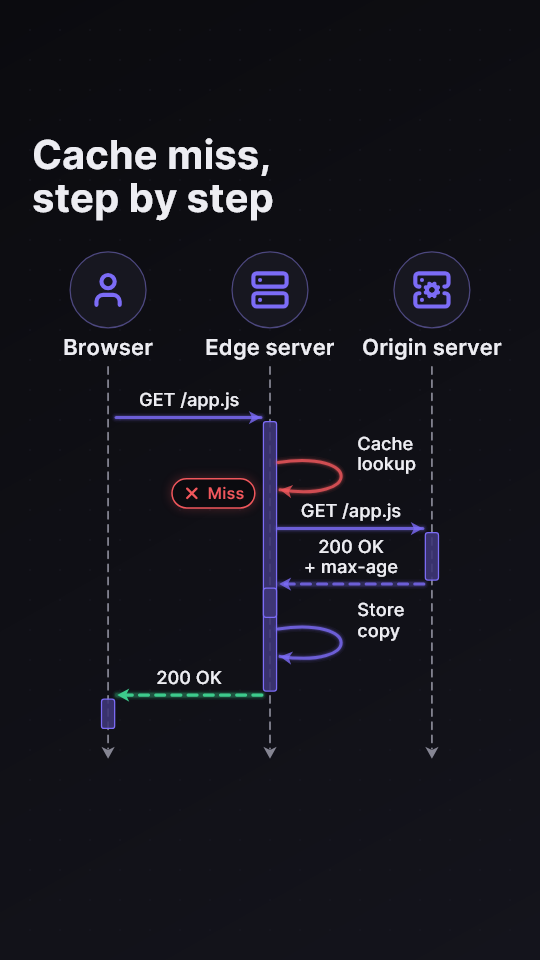 Cache miss,
step by step
Browser
Edge server
Origin server
GET /app.js
Cache
lookup
Miss
GET /app.js
200 OK
+ max-age
Store
copy
200 OK